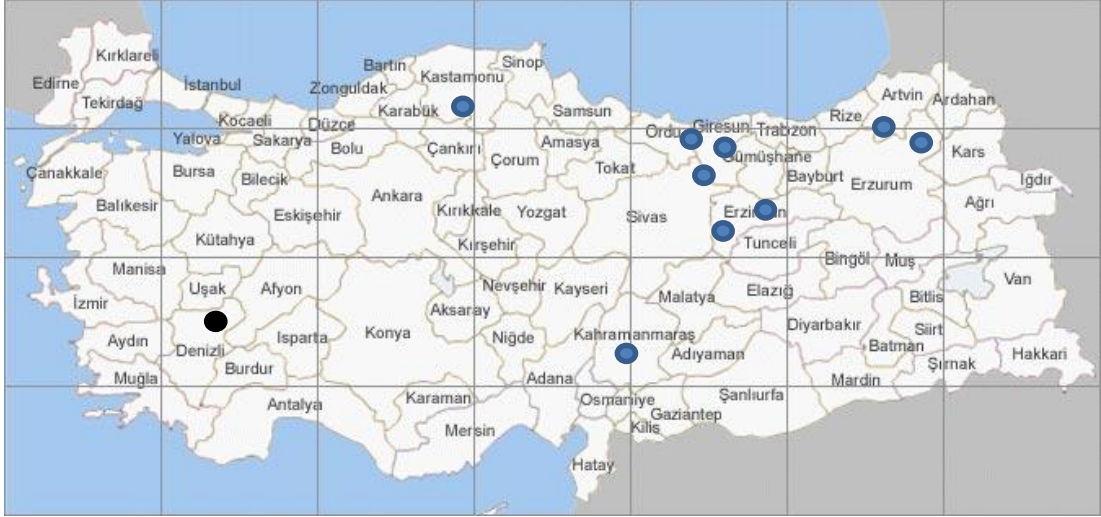 Kırklareli
Edirne
Tekirdağ
İstanbul
Kocaeli
Yalova
Sakarya
Düzce
Zonguldak
Bartın
Karabük
Kastamonu
Sinop
Samsun
Ordu
Giresun
Trabzon
Rize
Artvin
Ardahan
Kars
Iğdır
Çanakkale
Bursa
Bilecik
Bolu
Çankırı
Çorum
Amasya
Tokat
Gümüşhane
Bayburt
Erzurum
Ağrı
Balıkesir
Eskişehir
Ankara
Kırıkkale
Yozgat
Sivas
Tunceli
Kütahya
Kırşehir
Bingöl
Muş
Manisa
Uşak
Afyon
Nevşehir
Kayseri
Malatya
Elazığ
Bitlis
Van
İzmir
Aksaray
Aydın
Denizli
Isparta
Konya
Niğde
Kahramanmaraş
Adıyaman
Diyarbakır
Siirt
Batman
Şırnak
Hakkari
Muğla
Burdur
Antalya
Karaman
Adana
Osmaniye
Gaziantep
Şanlıurfa
Mardin
Mersin
Kilis
Hatay